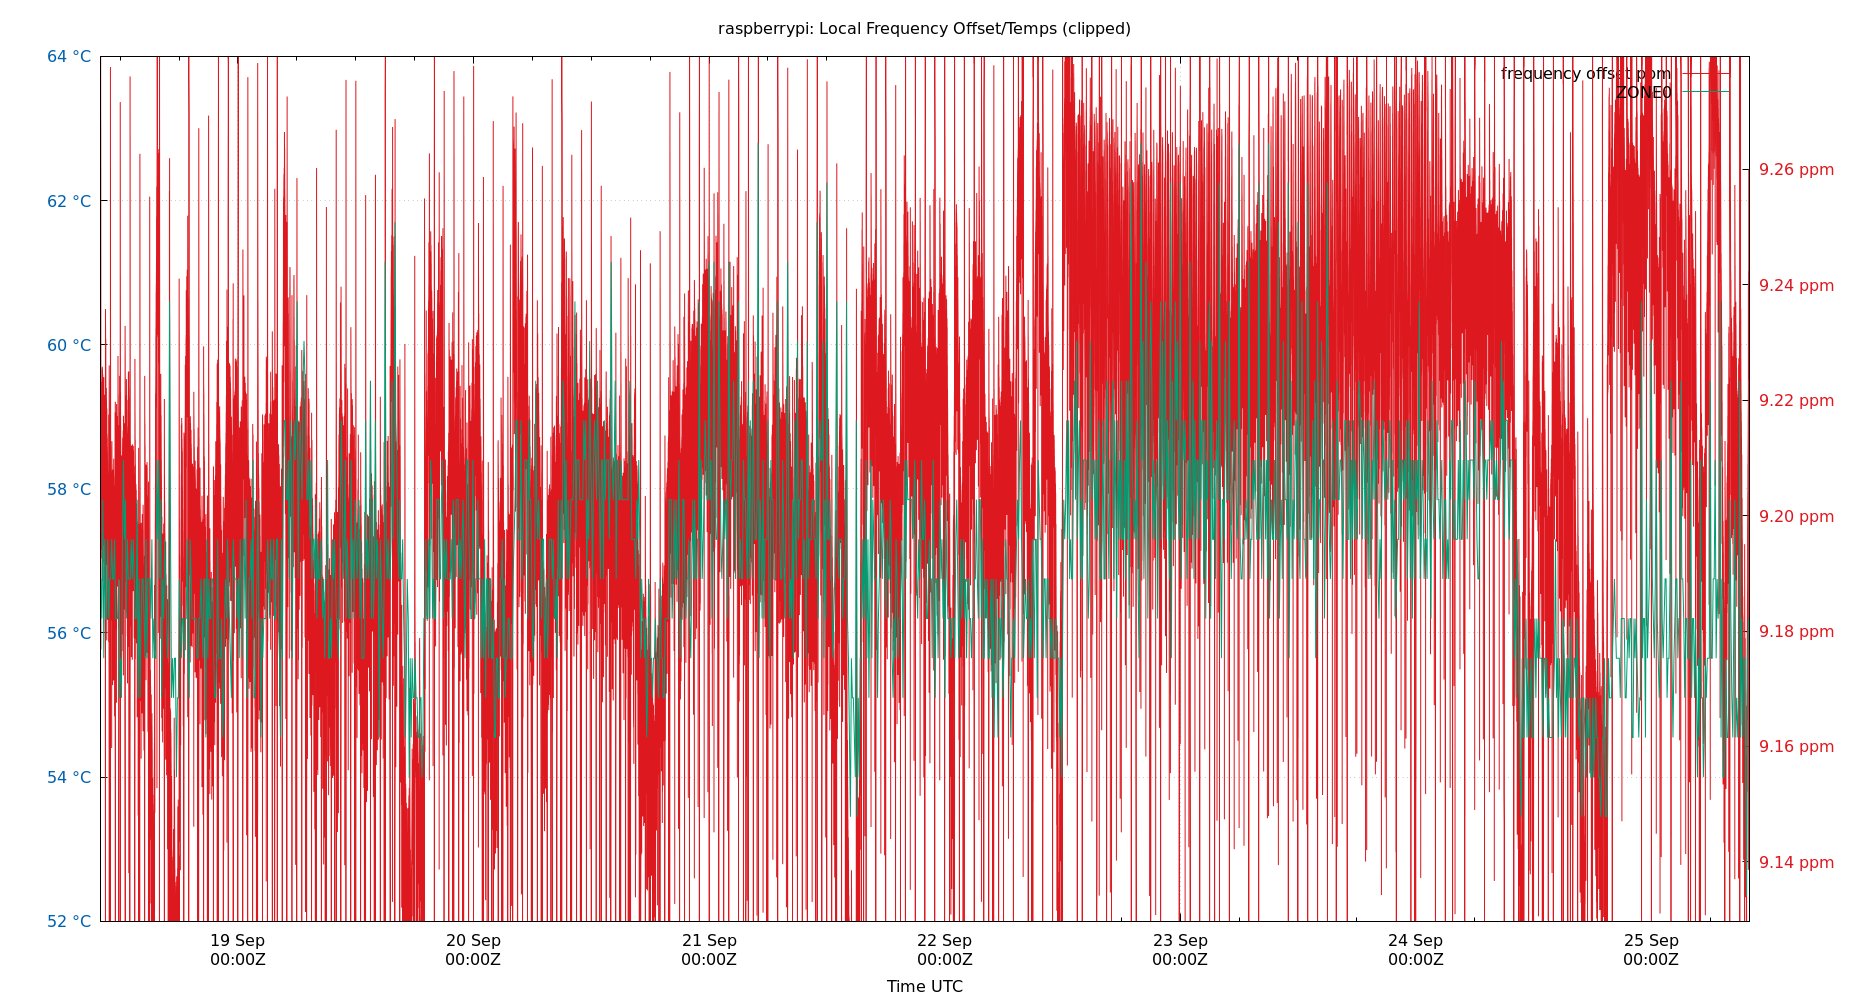 raspberrypi: Local Frequency Offset/Temps (clipped)
64 °C
62 °C
60 °C
58 °C
56 °C
54 °C
52 °C
frequency offset ppm
ZONE0
9.26 ppm
9.24 ppm
9.22 ppm
9.20 ppm
9.18 ppm
9.16 ppm
9.14 ppm
19 Sep
00:00Z
20 Sep
00:00Z
21 Sep
00:00Z
22 Sep
00:00Z
23 Sep
00:00Z
24 Sep
00:00Z
25 Sep
00:00Z
Time UTC